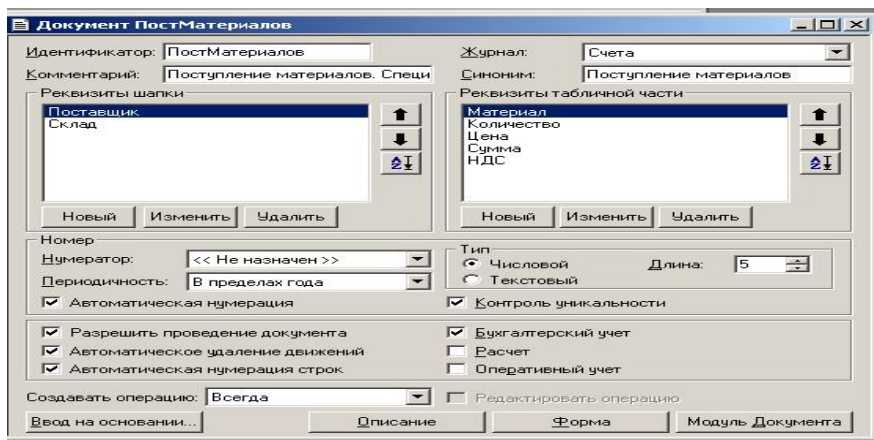 Документ ПостМатериалов
Идентификатор: ПостМатериалов Журнал: Счета
Комментарий: Поступление материалов. Специ Синоним: Поступление материалов
Реквизиты шапки Реквизиты табличной части
Поставщик Материал
Склад Количество
Цена
Сумма
НДС
Новый Изменить Удалить Новый Изменить Удалить
Номер Тип
Нумератор: << Не назначен >> Числовой Длина: 5
Периодичность: В пределах года Текстовый
Автоматическая нумерация Контроль уникальности
Разрешить проведение документа Бухгалтерский учет
Автоматическое удаление движений Расчет
Автоматическая нумерация строк Оперативный учет
Создавать операцию: Всегда Редактировать операцию
Ввод на основании... Описание Форма Модуль Документа